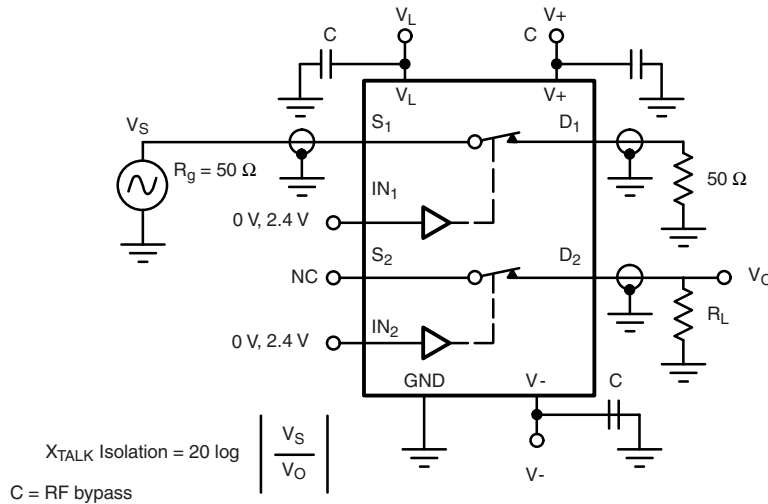 V_L V+
C C
V_L V+
V_S S_1 D_1
R_g = 50 Ω 50 Ω
IN_1
0 V, 2.4 V
S_2 D_2
NC V_O
IN_2 R_L
0 V, 2.4 V
GND V- C
V-
X_TALK Isolation = 20 log | V_S / V_O |
C = RF bypass